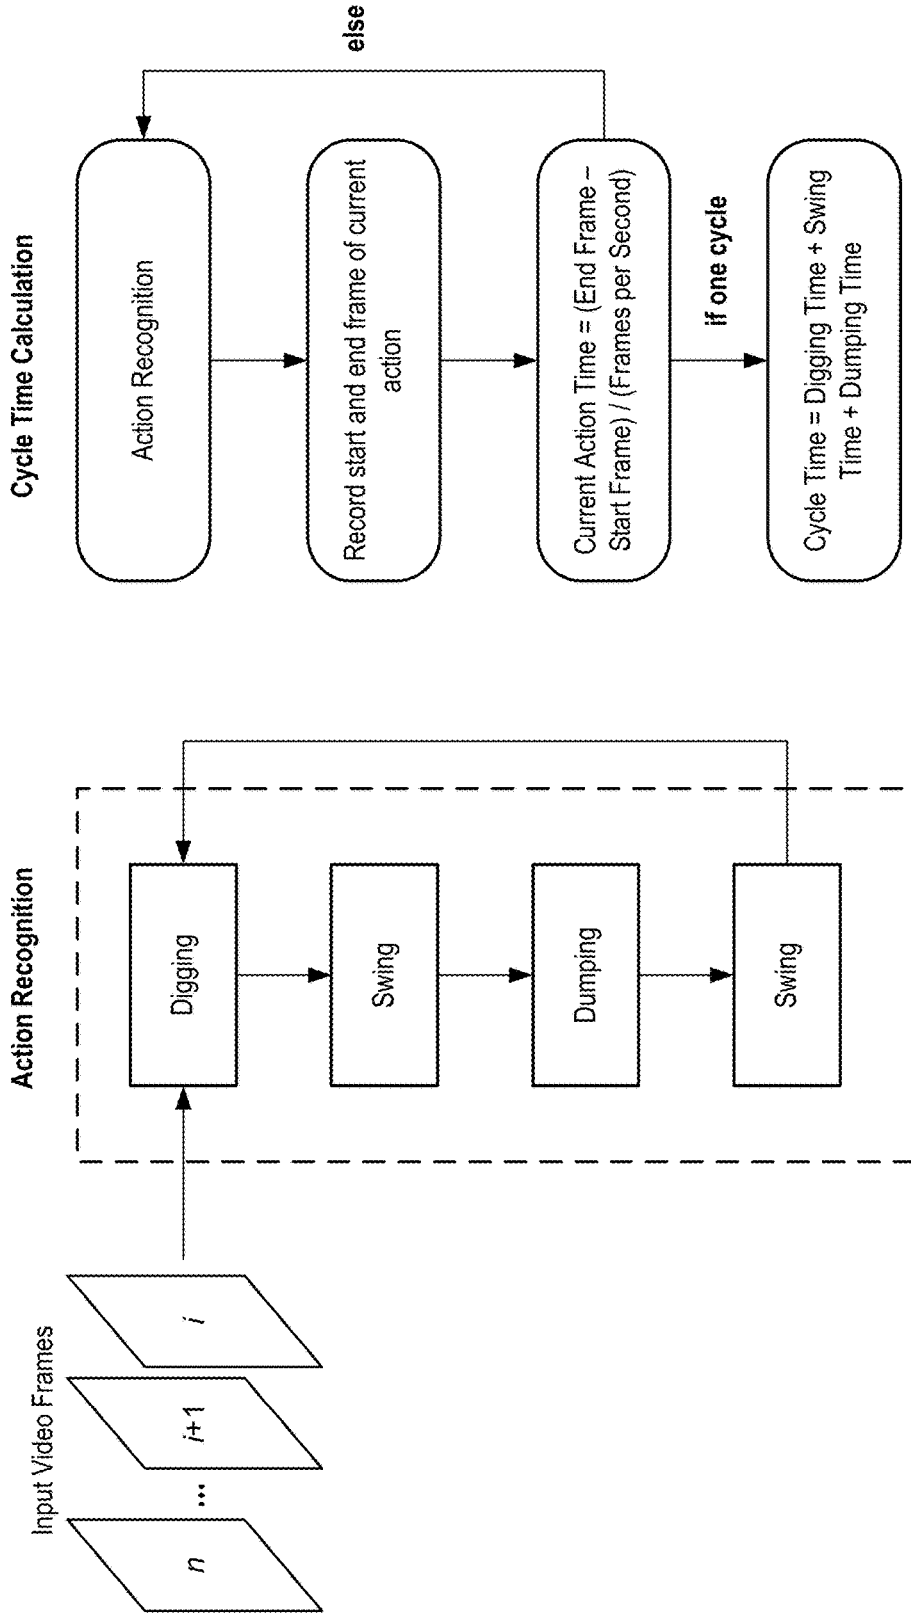 Input Video Frames
n
...
i+1
i
Action Recognition
Digging
Swing
Dumping
Swing
Cycle Time Calculation
Action Recognition
Record start and end frame of current
action
Current Action Time = (End Frame –
Start Frame) / (Frames per Second)
else
if one cycle
Cycle Time = Digging Time + Swing
Time + Dumping Time